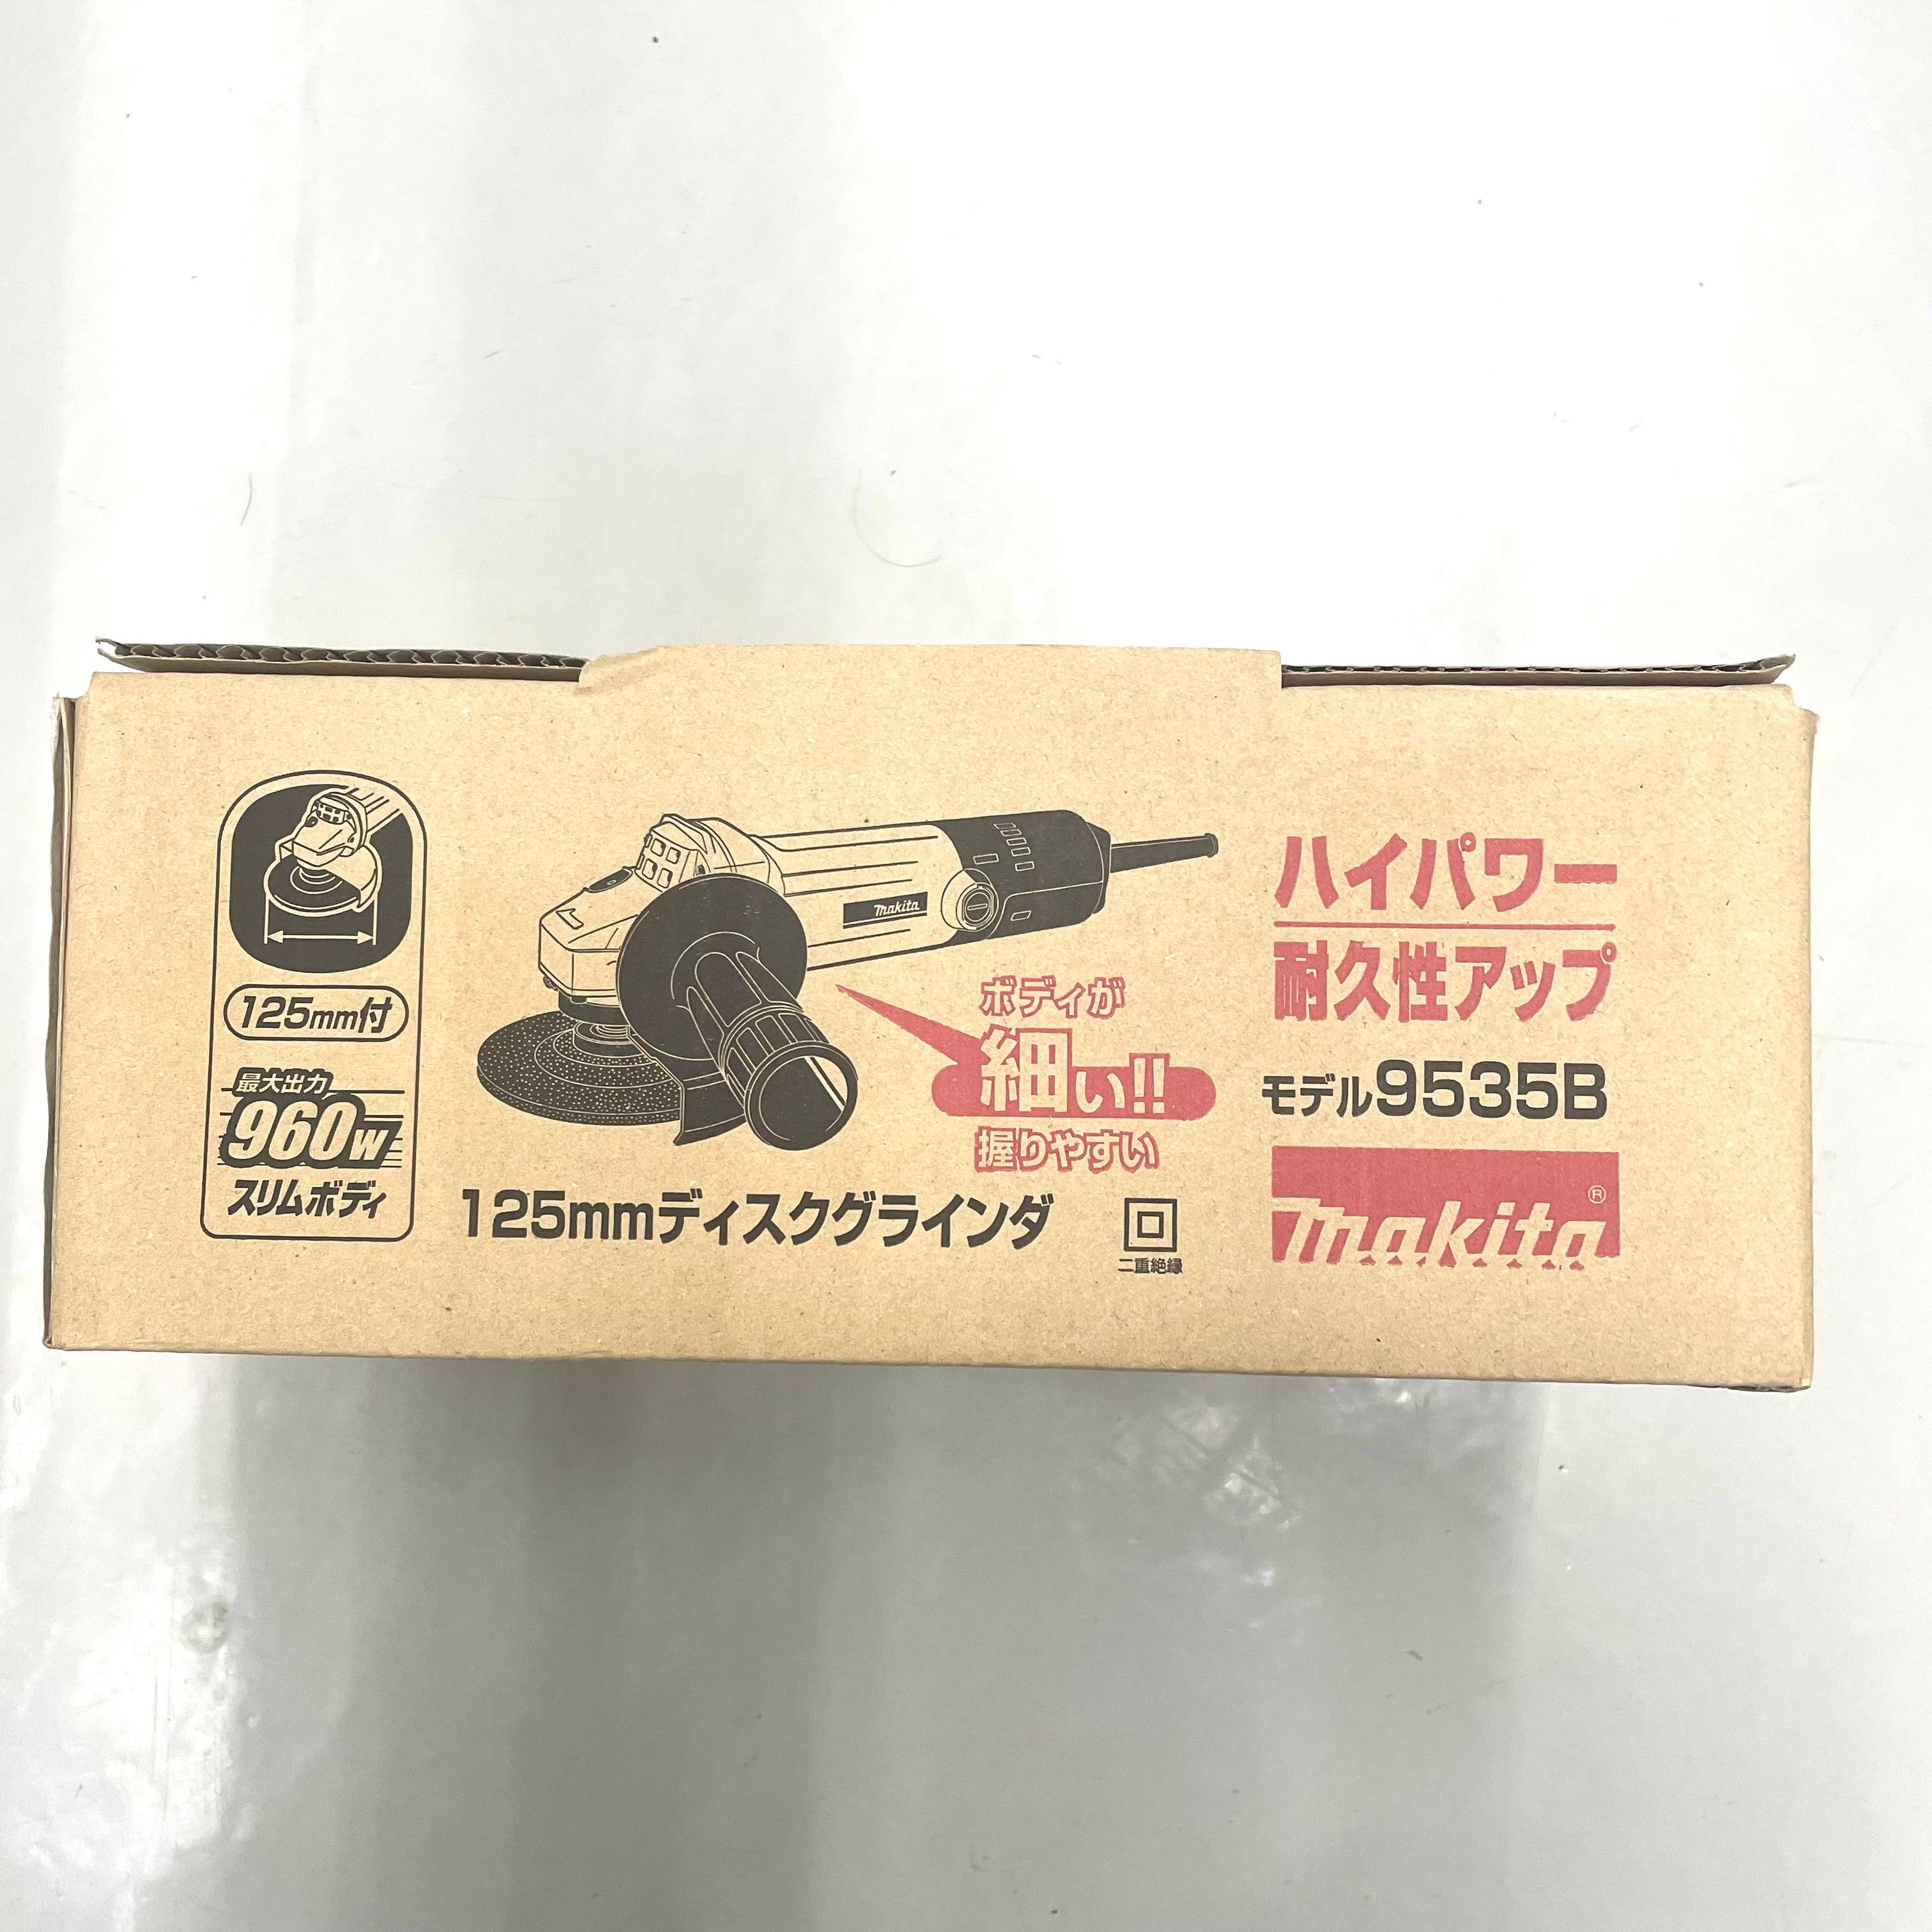 125mm付
最大出力
960W
スリムボディ
makita
ボディが
細い!!
握りやすい
125mmディスクグラインダ
二重絶縁
ハイパワー
耐久性アップ
モデル9535B
makita®